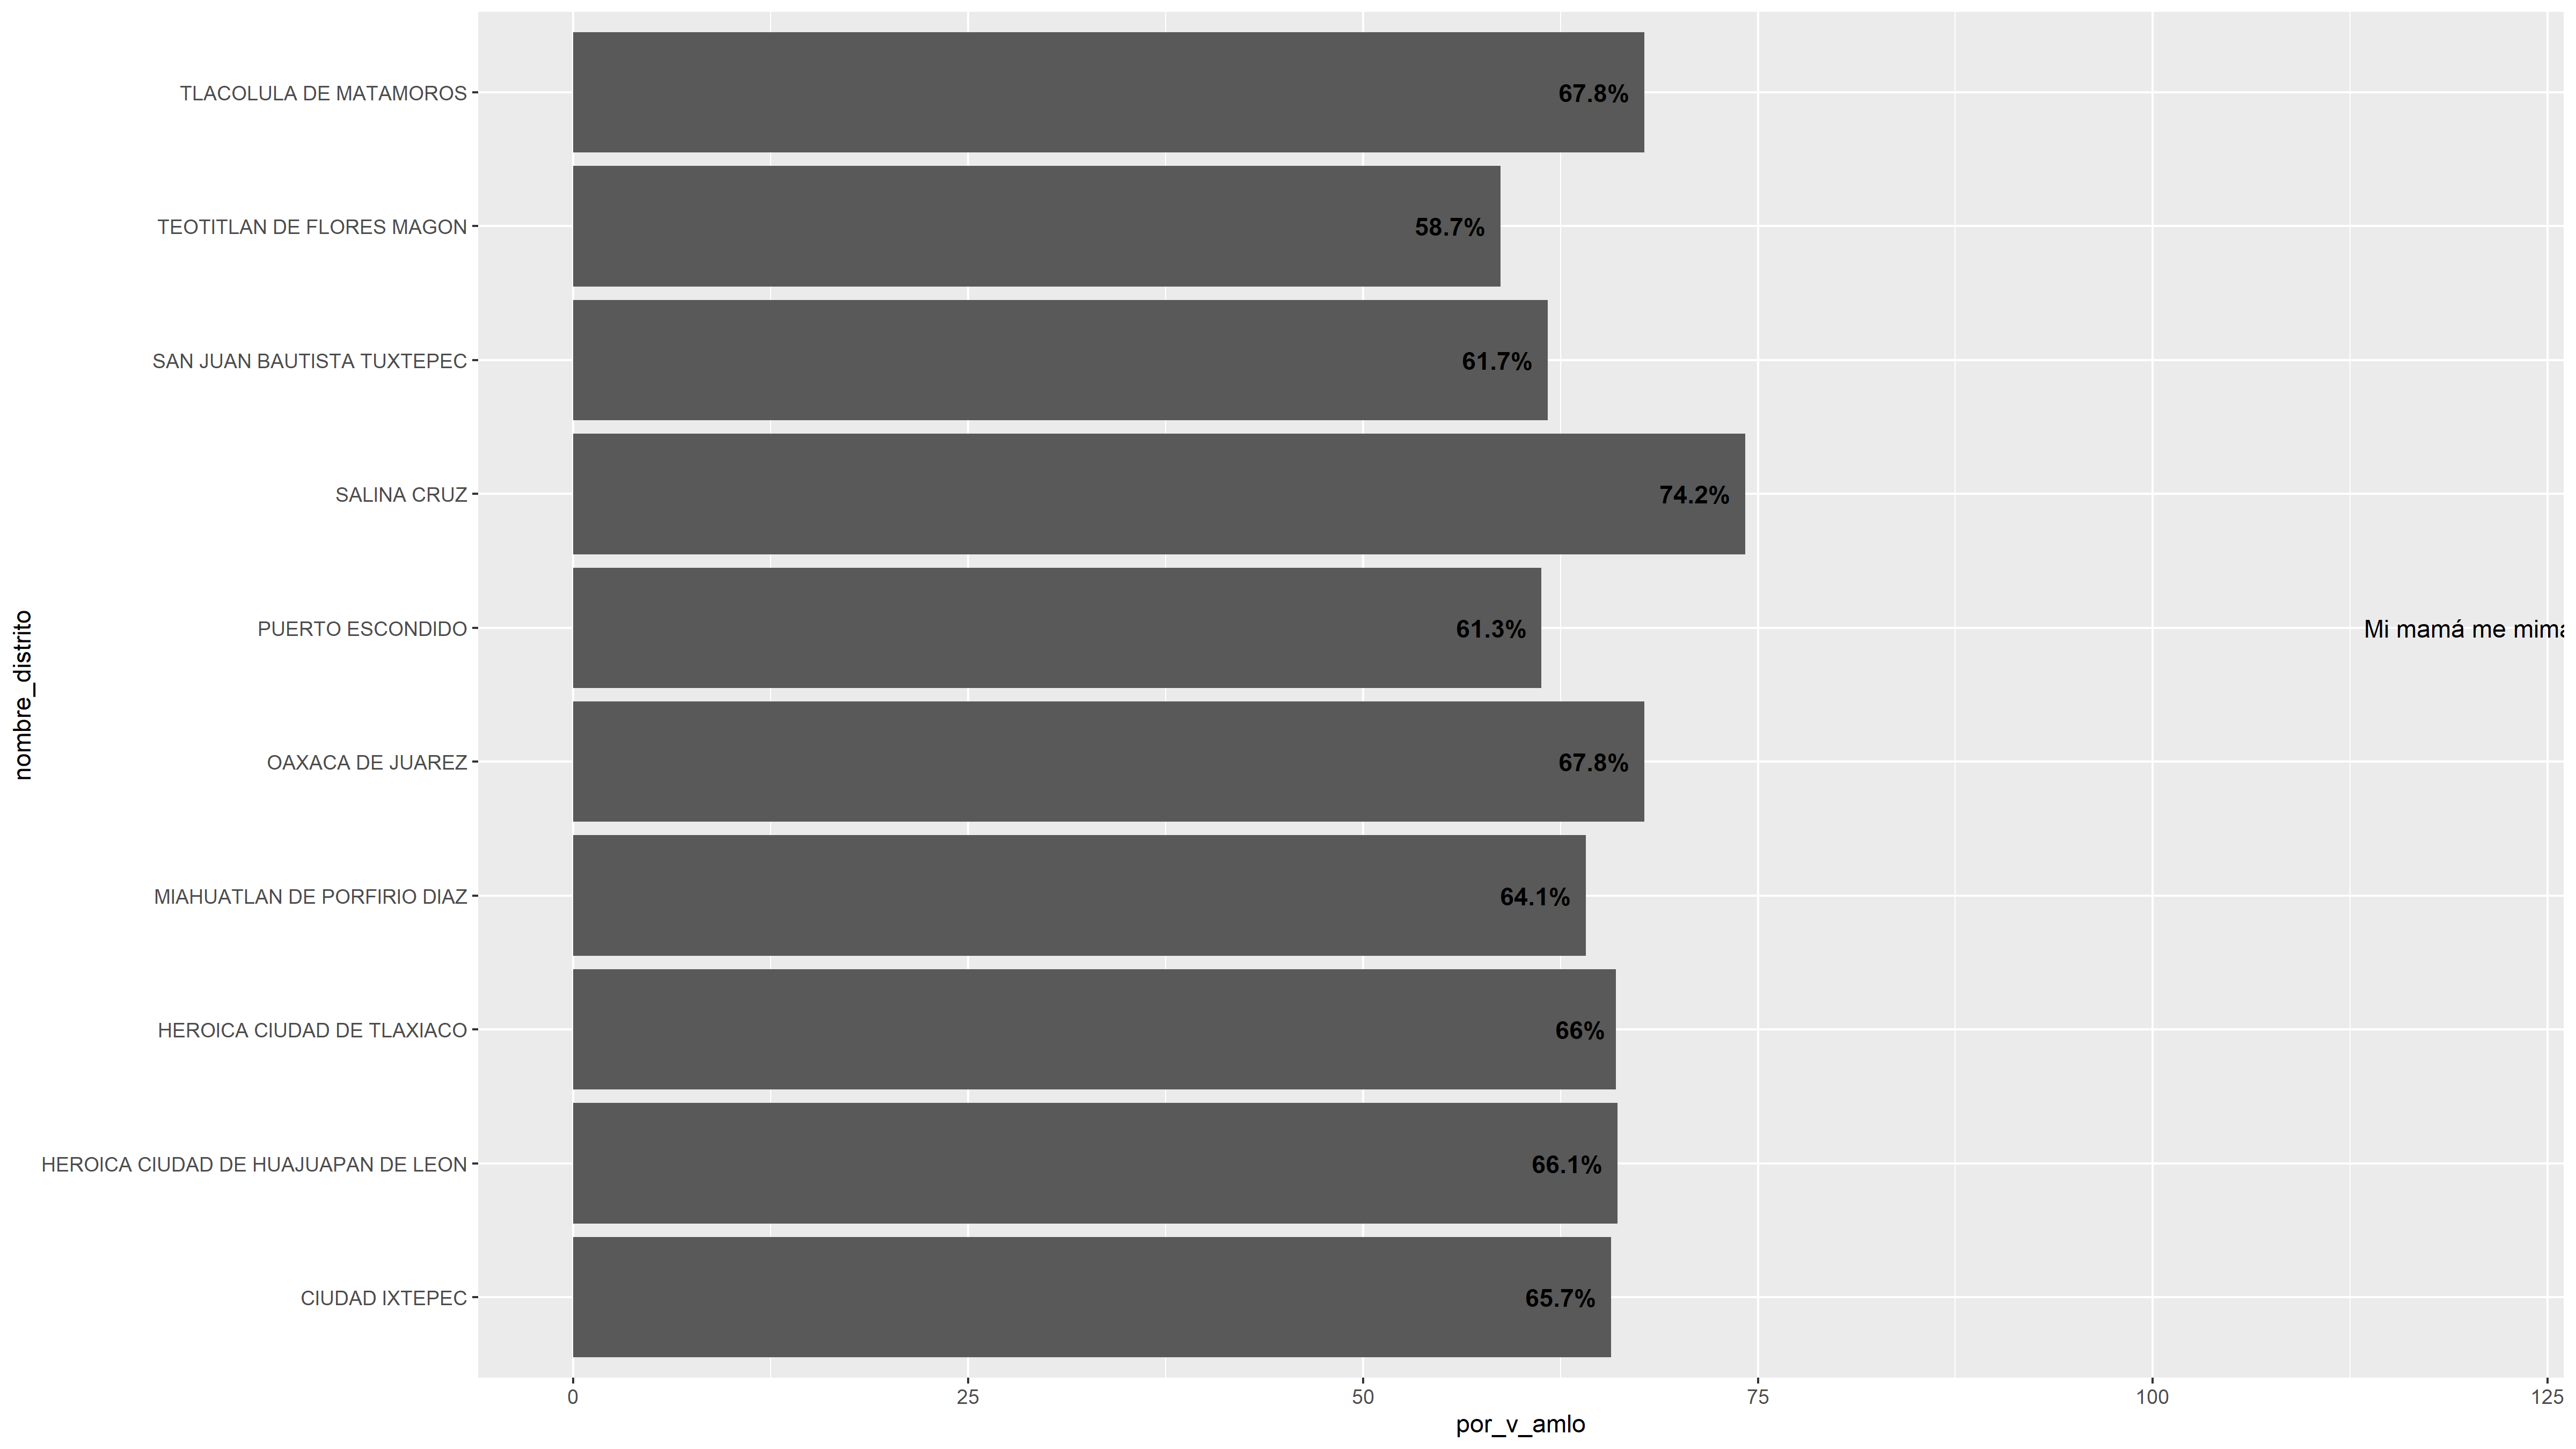 nombre_distrito
TLACOLULA DE MATAMOROS 67.8%
TEOTITLAN DE FLORES MAGON 58.7%
SAN JUAN BAUTISTA TUXTEPEC 61.7%
SALINA CRUZ 74.2%
PUERTO ESCONDIDO 61.3% Mi mamá me mima
OAXACA DE JUAREZ 67.8%
MIAHUATLAN DE PORFIRIO DIAZ 64.1%
HEROICA CIUDAD DE TLAXIACO 66%
HEROICA CIUDAD DE HUAJUAPAN DE LEON 66.1%
CIUDAD IXTEPEC 65.7%
0 25 50 75 100 125
por_v_amlo